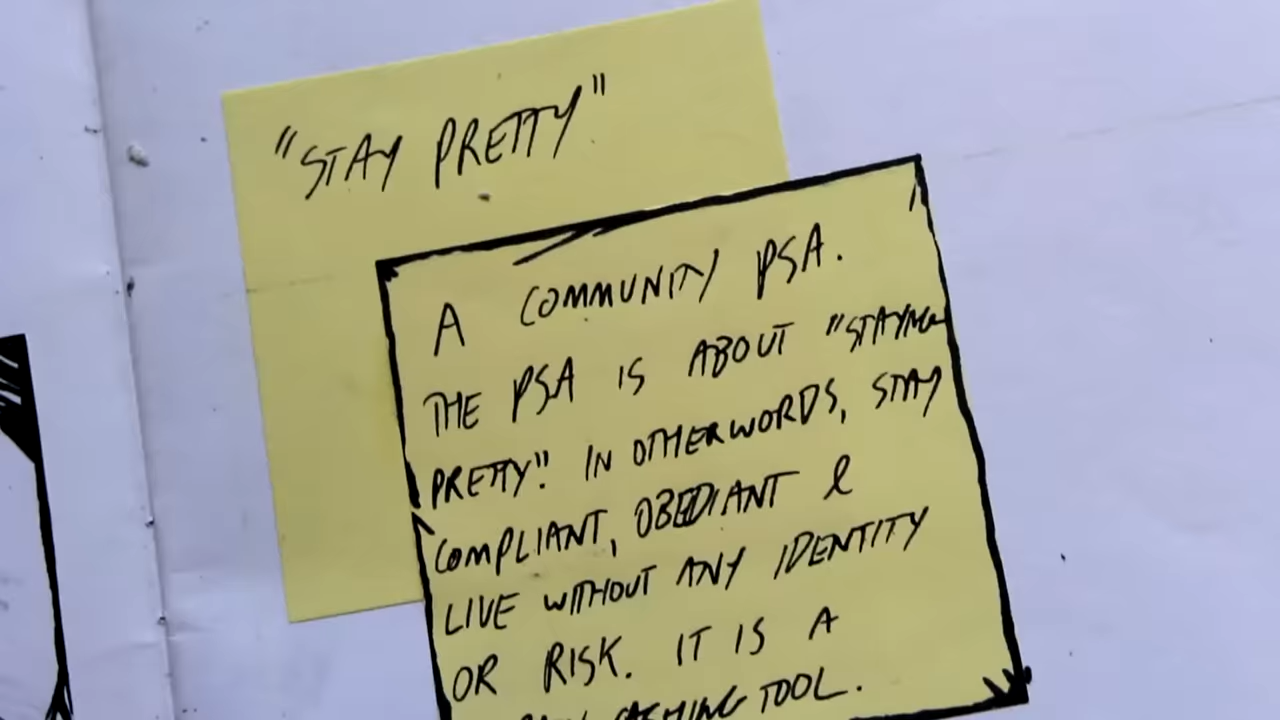 "STAY PRETTY"
A COMMUNITY PSA.
THE PSA IS ABOUT "STAYING
PRETTY". IN OTHERWORDS, STAY
COMPLIANT, OBEDIANT &
LIVE WITHOUT ANY IDENTITY
OR RISK. IT IS A
TOOL.